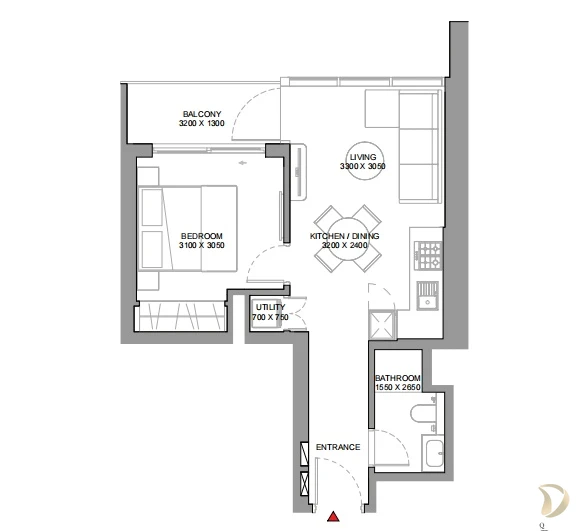 BALCONY
3200 X 1300
LIVING
3300 X 3050
BEDROOM
3100 X 3050
KITCHEN / DINING
3200 X 2400
UTILITY
700 X 750
BATHROOM
1550 X 2650
ENTRANCE